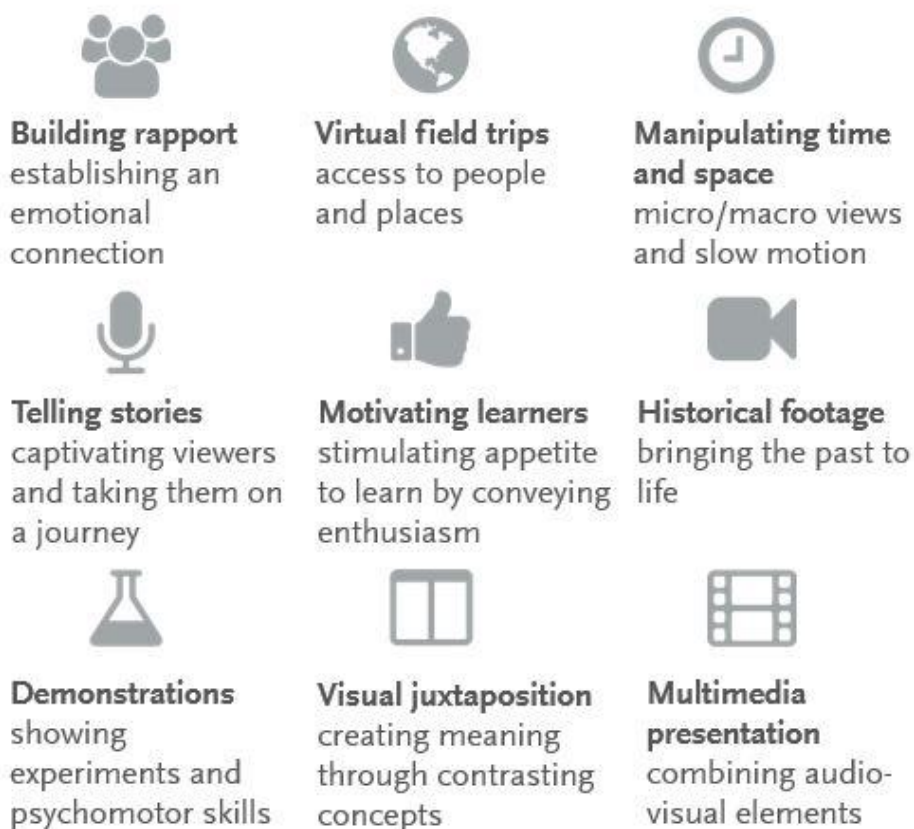 Building rapport
establishing an
emotional
connection
Virtual field trips
access to people
and places
Manipulating time
and space
micro/macro views
and slow motion
Telling stories
captivating viewers
and taking them on
a journey
Motivating learners
stimulating appetite
to learn by conveying
enthusiasm
Historical footage
bringing the past to
life
Demonstrations
showing
experiments and
psychomotor skills
Visual juxtaposition
creating meaning
through contrasting
concepts
Multimedia
presentation
combining audio-
visual elements